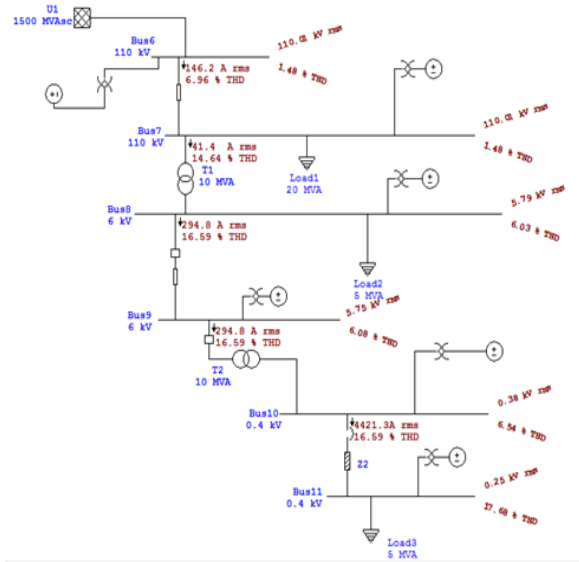 U1
1500 MVAsc
Bus6
110 kV
146.2 A rms
6.96 % THD
110.01 kV rms
1.48 % THD
Bus7
110 kV
41.4 A rms
14.64 % THD
T1
10 MVA
Load1
20 MVA
110.01 kV rms
1.48 % THD
Bus8
6 kV
294.8 A rms
16.59 % THD
Load2
5 MVA
5.79 kV rms
6.03 % THD
Bus9
6 kV
294.8 A rms
16.59 % THD
T2
10 MVA
5.75 kV rms
6.08 % THD
Bus10
0.4 kV
4421.3A rms
16.59 % THD
Z2
0.38 kV rms
6.54 % THD
Bus11
0.4 kV
Load3
5 MVA
0.25 kV rms
17.68 % THD